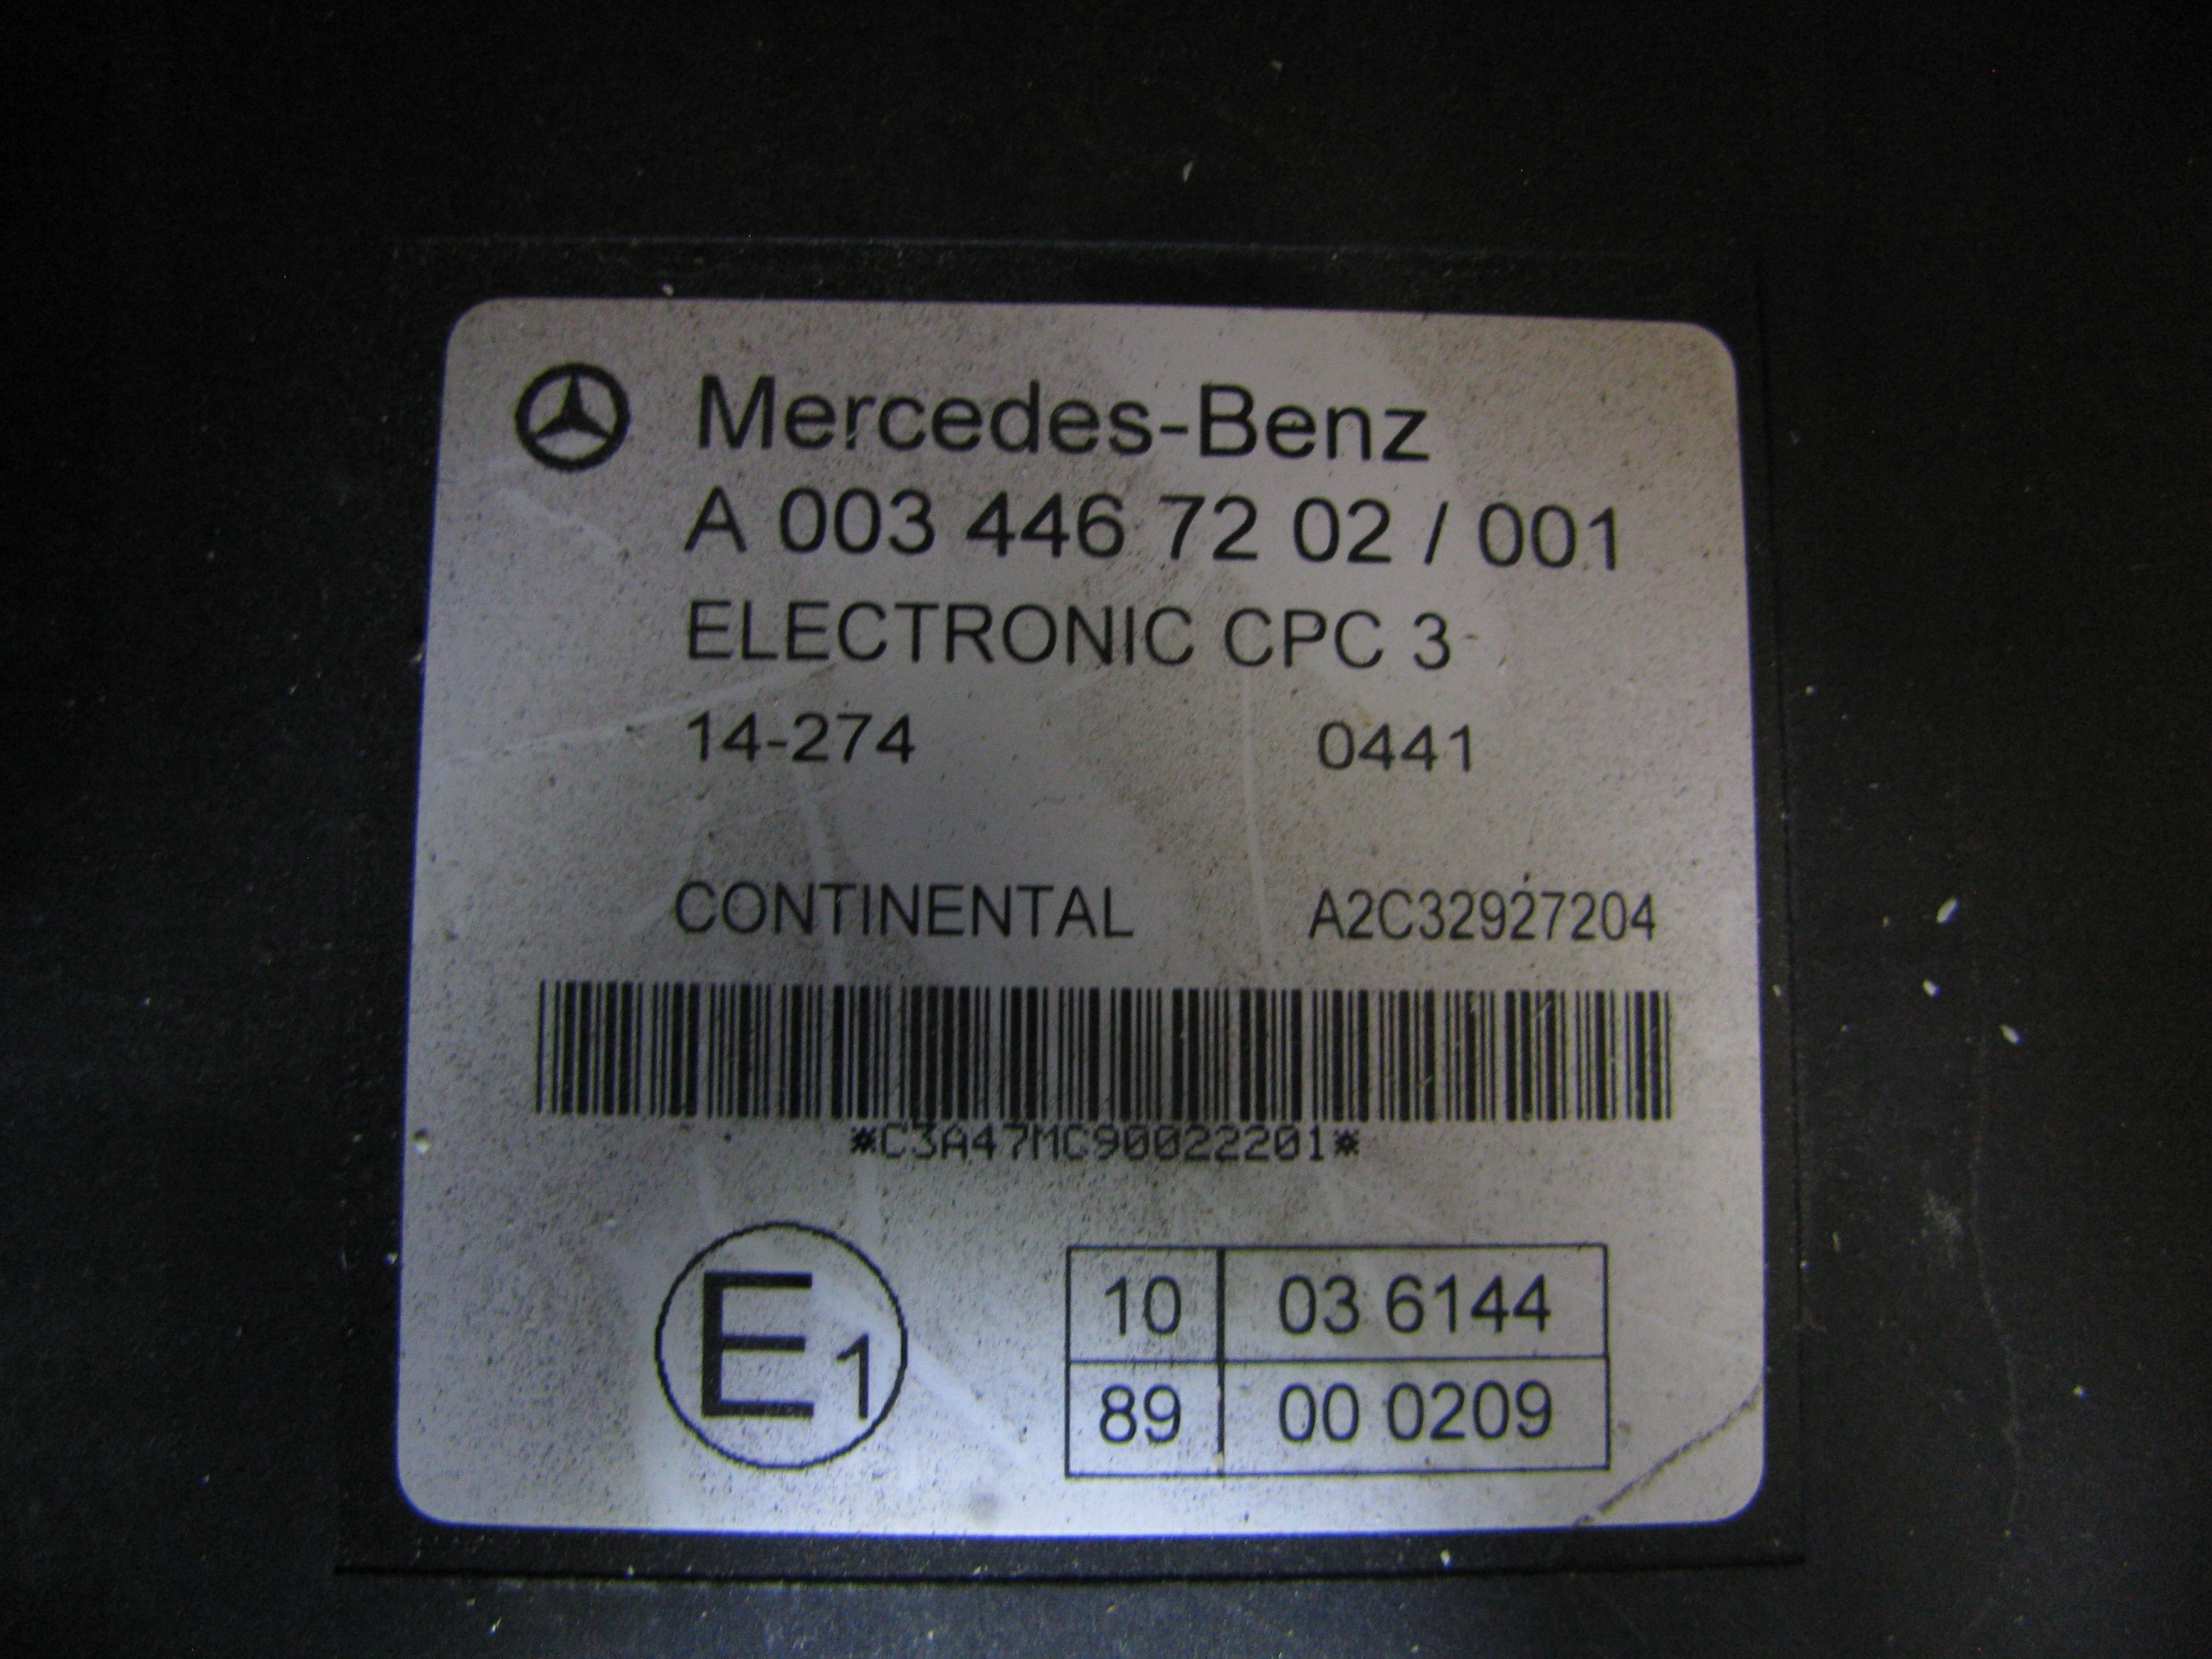 Mercedes-Benz
A 003 446 72 02 / 001
ELECTRONIC CPC 3
14-274 0441
CONTINENTAL A2C32927204
*C3A47MC90022201*
E1
10 03 6144
89 00 0209